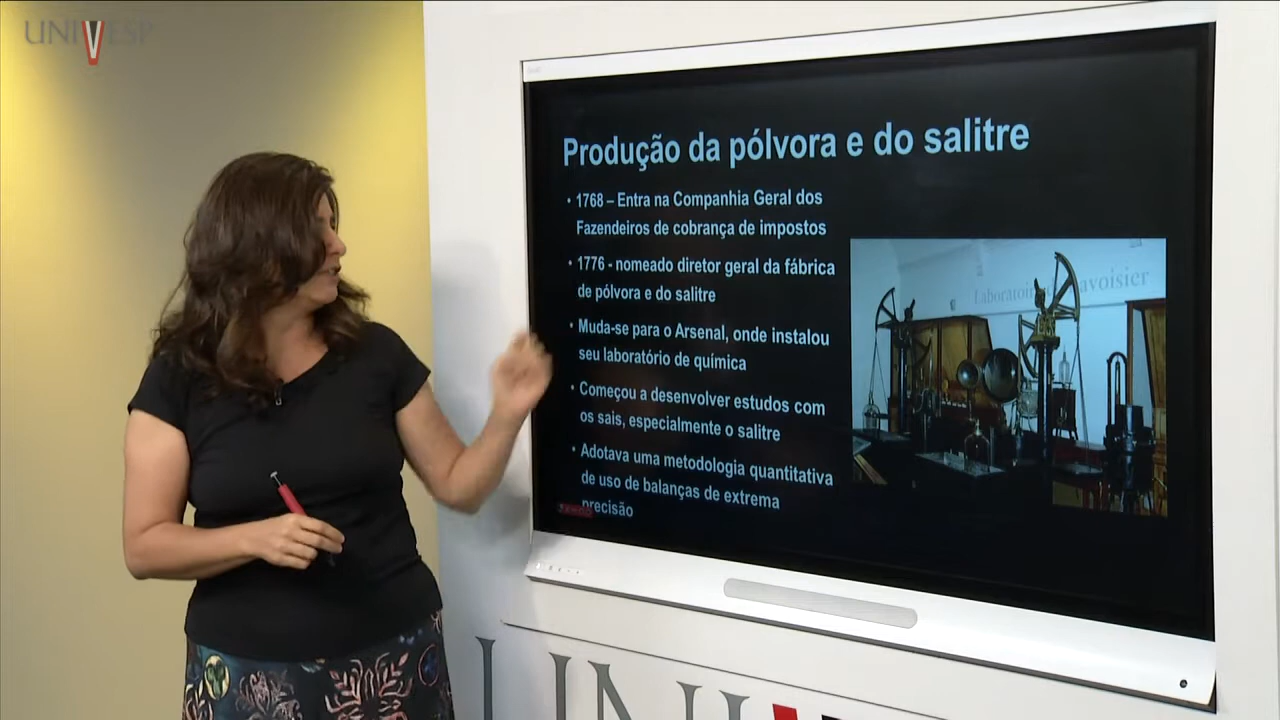 UNIVESP
Produção da pólvora e do salitre
• 1768 – Entra na Companhia Geral dos
Fazendeiros de cobrança de impostos
• 1776 - nomeado diretor geral da fábrica
de pólvora e do salitre
• Muda-se para o Arsenal, onde instalou
seu laboratório de química
• Começou a desenvolver estudos com
os sais, especialmente o salitre
• Adotava uma metodologia quantitativa
de uso de balanças de extrema
precisão
UNIV